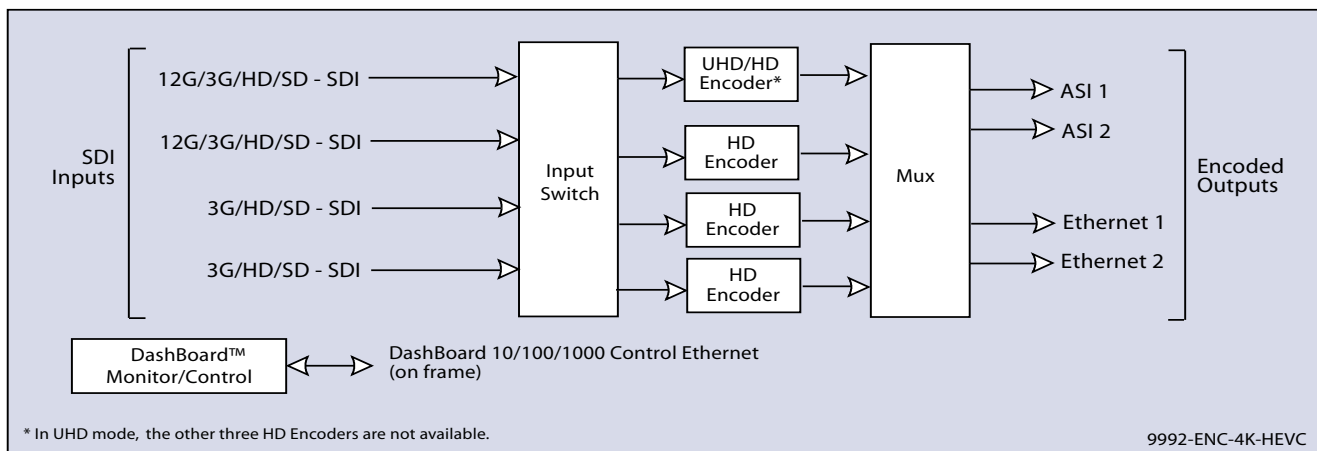 SDI
Inputs
12G/3G/HD/SD - SDI
12G/3G/HD/SD - SDI
3G/HD/SD - SDI
3G/HD/SD - SDI
Input
Switch
UHD/HD
Encoder*
HD
Encoder
HD
Encoder
HD
Encoder
Mux
ASI 1
ASI 2
Ethernet 1
Ethernet 2
Encoded
Outputs
DashBoard™
Monitor/Control
DashBoard 10/100/1000 Control Ethernet
(on frame)
* In UHD mode, the other three HD Encoders are not available.
9992-ENC-4K-HEVC